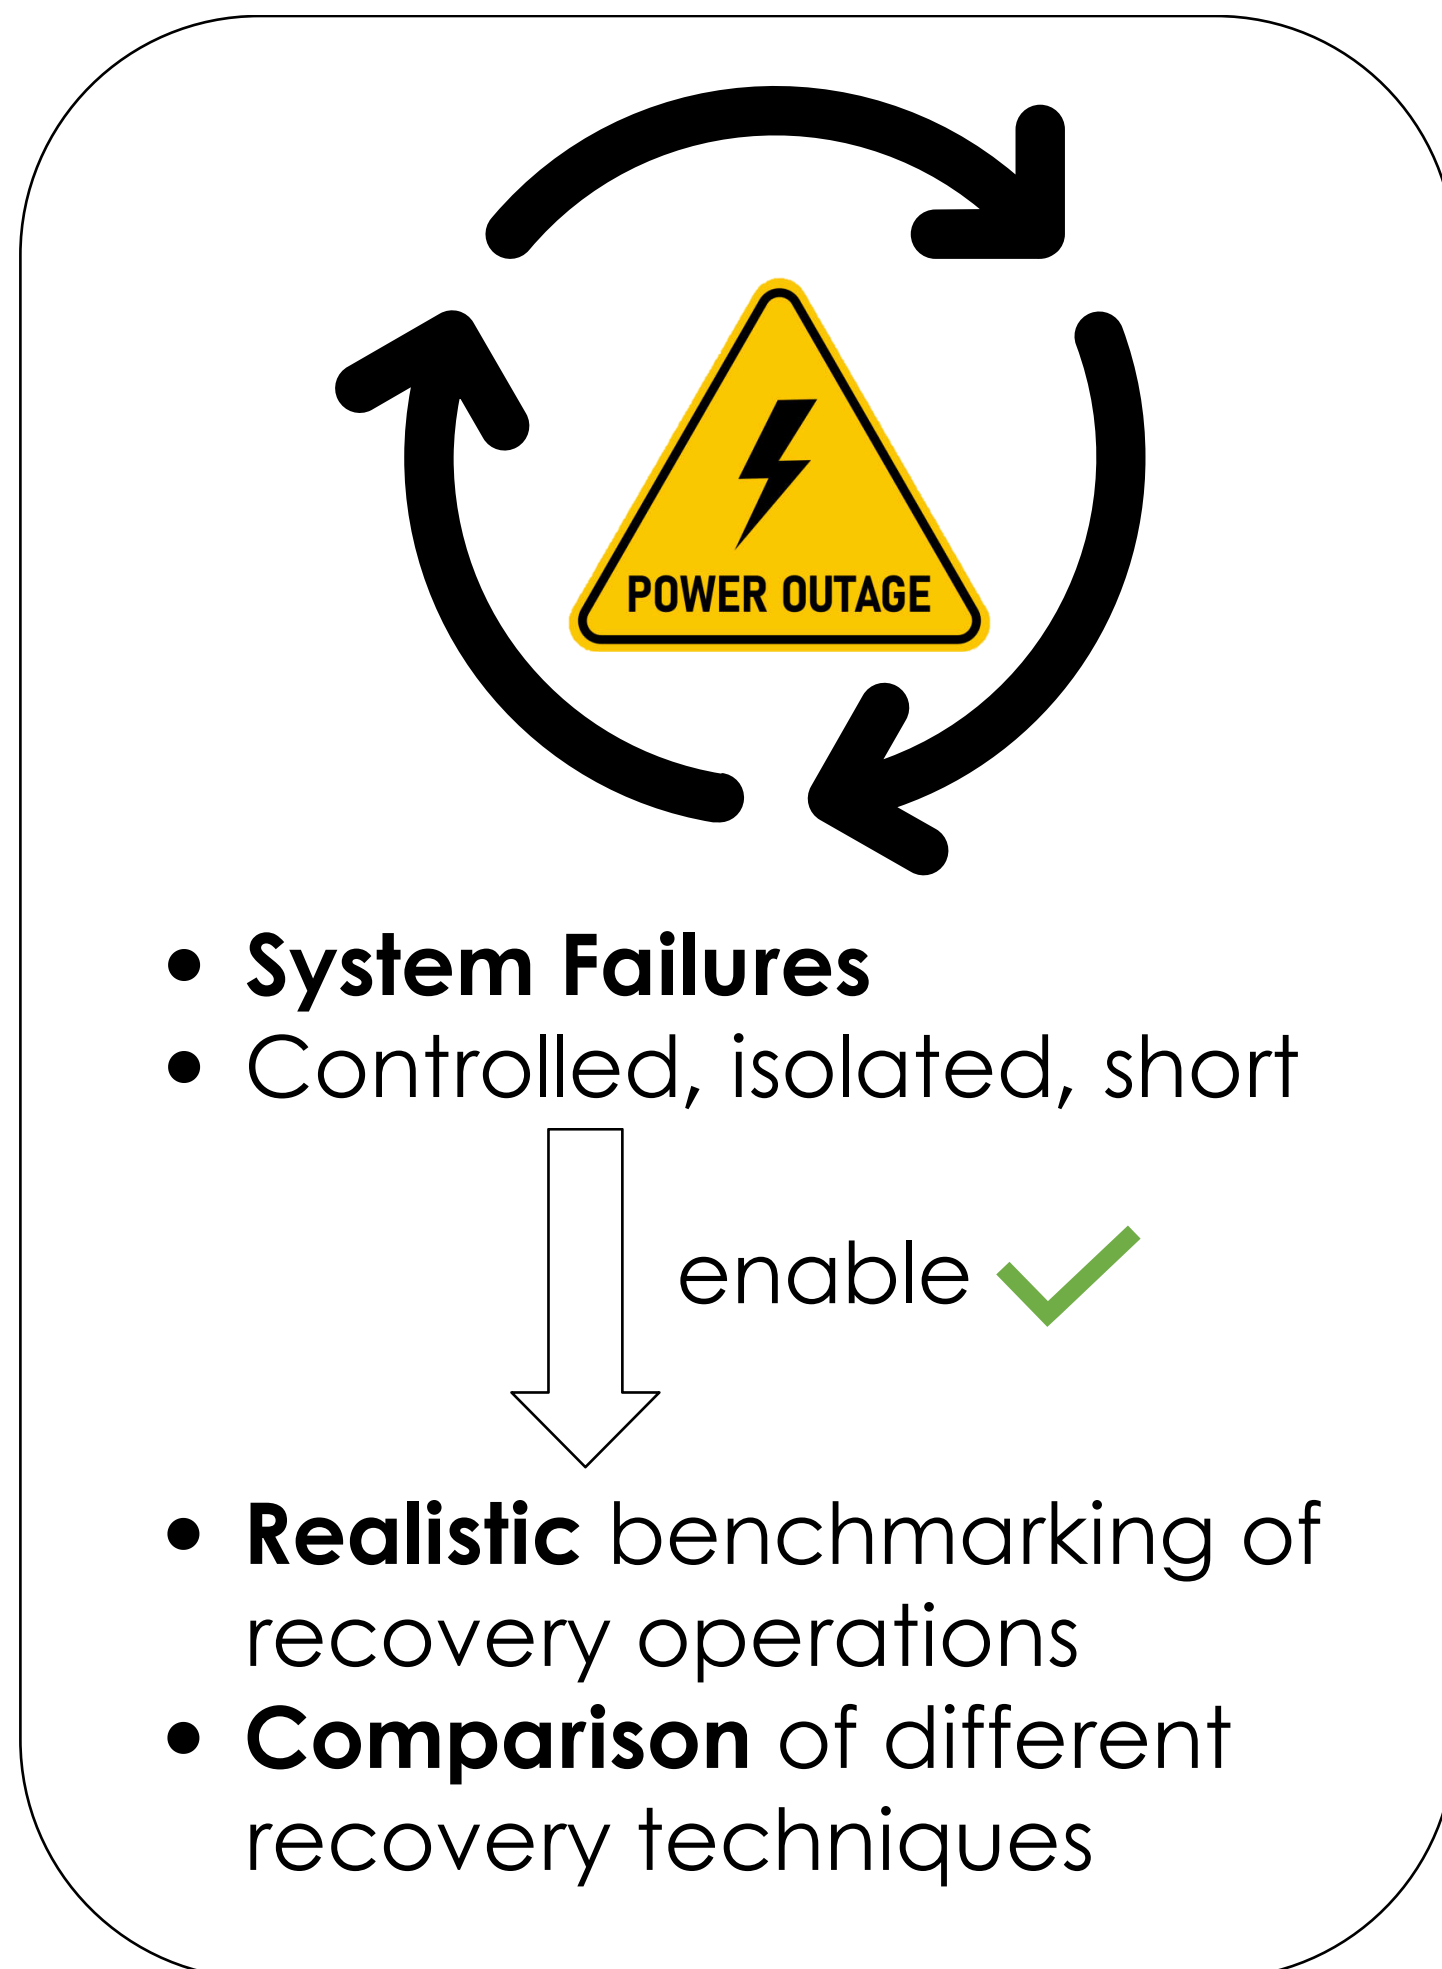 POWER OUTAGE
• System Failures
• Controlled, isolated, short
enable
• Realistic benchmarking of
recovery operations
• Comparison of different
recovery techniques